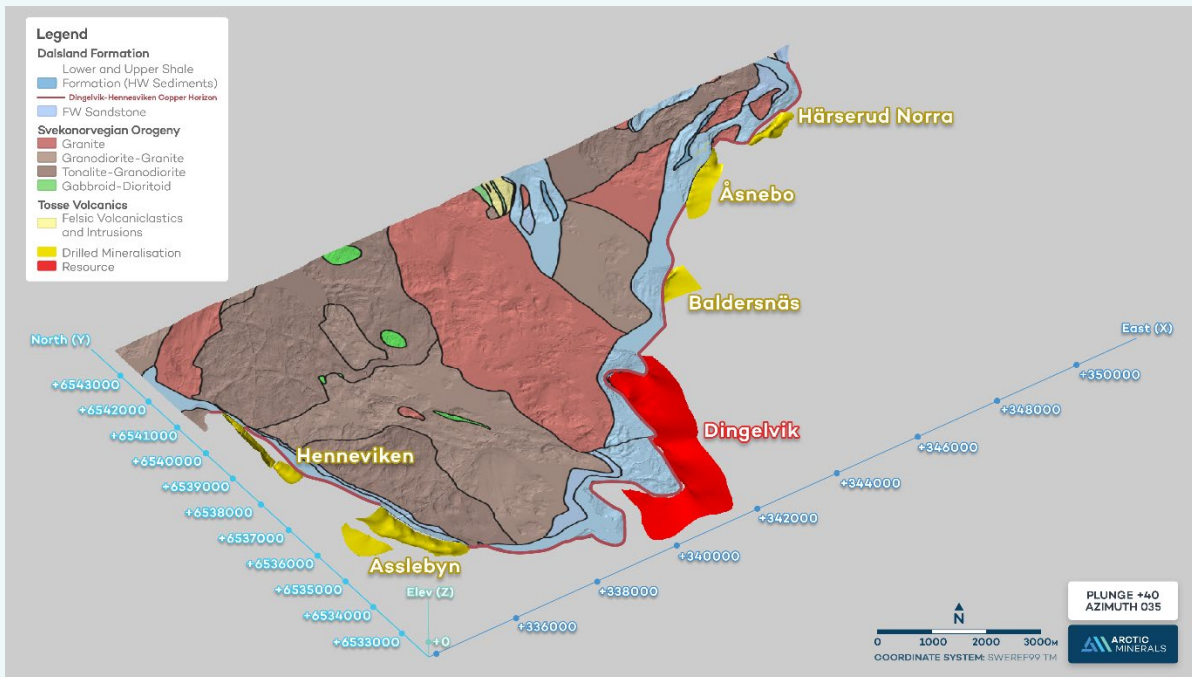 Legend
Dalsland Formation
Lower and Upper Shale
Formation (HW Sediments)
Dingelvik-Hennesviken Copper Horizon
FW Sandstone
Svekonorvegian Orogeny
Granite
Granodiorite-Granite
Tonalite-Granodiorite
Gabbroid-Dioritoid
Tosse Volcanics
Felsic Volcaniclastics
and Intrusions
Drilled Mineralisation
Resource
Härserud Norra
Åsnebo
Baldersnäs
Dingelvik
Henneviken
Asslebyn
North (Y)
+6543000
+6542000
+6541000
+6540000
+6539000
+6538000
+6537000
+6536000
+6535000
+6534000
+6533000
Elev (Z)
+0
East (X)
+350000
+348000
+346000
+344000
+342000
+340000
+338000
+336000
N
0 1000 2000 3000M
COORDINATE SYSTEM: SWEREF99 TM
PLUNGE +40
AZIMUTH 035
ARCTIC
MINERALS